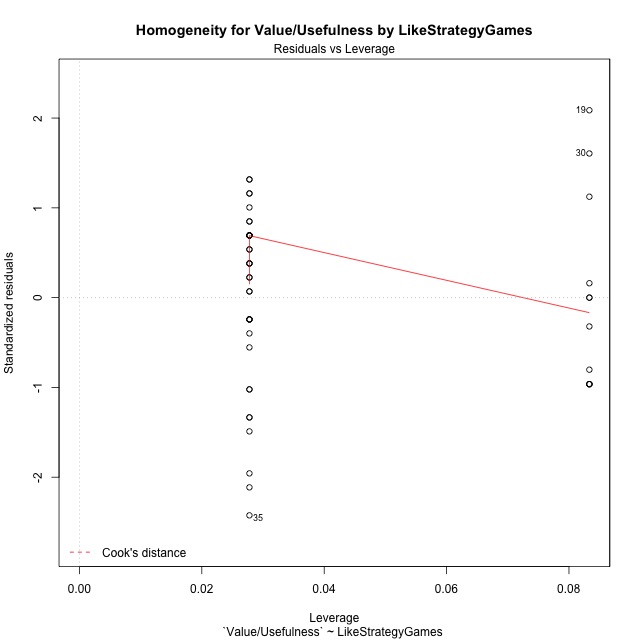 Homogeneity for Value/Usefulness by LikeStrategyGames
Residuals vs Leverage
Standardized residuals
2
1
0
-1
-2
19
30
35
Cook's distance
0.00 0.02 0.04 0.06 0.08
Leverage
`Value/Usefulness` ~ LikeStrategyGames